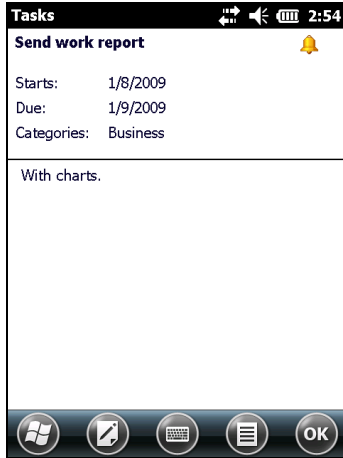 Tasks 2:54
Send work report
Starts: 1/8/2009
Due: 1/9/2009
Categories: Business
With charts.
OK